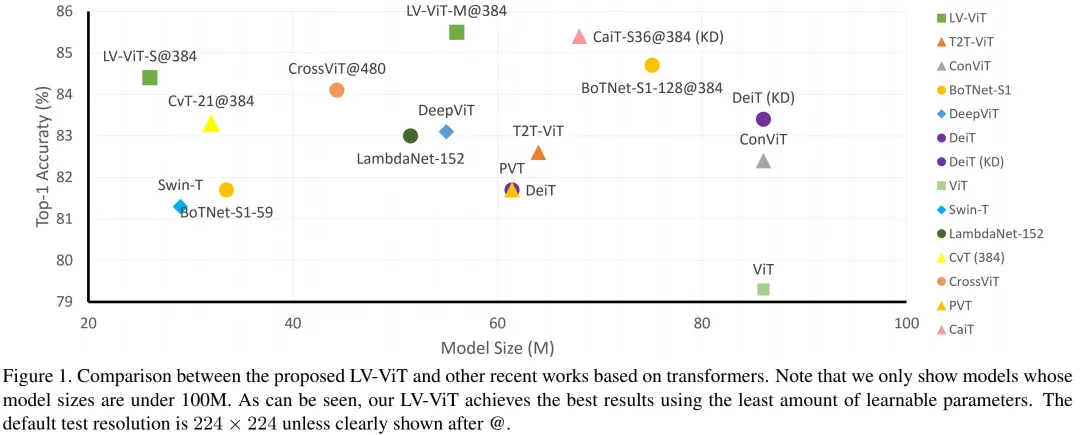 86
85
84
83
82
81
80
79
20
40
60
80
100
Top-1 Accuraty (%)
Model Size (M)
LV-ViT-M@384
LV-ViT-S@384
CaiT-S36@384 (KD)
CrossViT@480
BoTNet-S1-128@384
CvT-21@384
DeepViT
DeiT (KD)
LambdaNet-152
T2T-ViT
ConViT
PVT
Swin-T
DeiT
BoTNet-S1-59
ViT
LV-ViT
T2T-ViT
ConViT
BoTNet-S1
DeepViT
DeiT
DeiT (KD)
ViT
Swin-T
LambdaNet-152
CvT (384)
CrossViT
PVT
CaiT
Figure 1. Comparison between the proposed LV-ViT and other recent works based on transformers. Note that we only show models whose
model sizes are under 100M. As can be seen, our LV-ViT achieves the best results using the least amount of learnable parameters. The
default test resolution is 224 × 224 unless clearly shown after @.